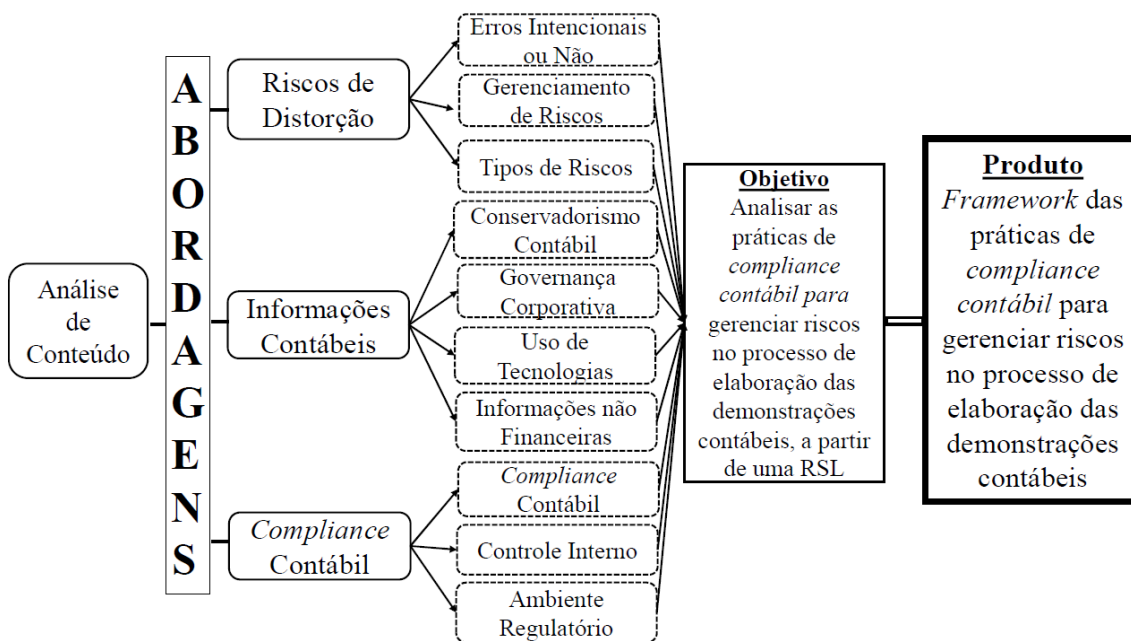 Análise
de
Conteúdo
ABORDAGENS
Riscos de
Distorção
Informações
Contábeis
Compliance
Contábil
Erros Intencionais
ou Não
Gerenciamento
de Riscos
Tipos de Riscos
Conservadorismo
Contábil
Governança
Corporativa
Uso de
Tecnologias
Informações não
Financeiras
Compliance
Contábil
Controle Interno
Ambiente
Regulatório
Objetivo
Analisar as
práticas de
compliance
contábil para
gerenciar riscos
no processo de
elaboração das
demonstrações
contábeis, a partir
de uma RSL
Produto
Framework das
práticas de
compliance
contábil para
gerenciar riscos
no processo de
elaboração das
demonstrações
contábeis